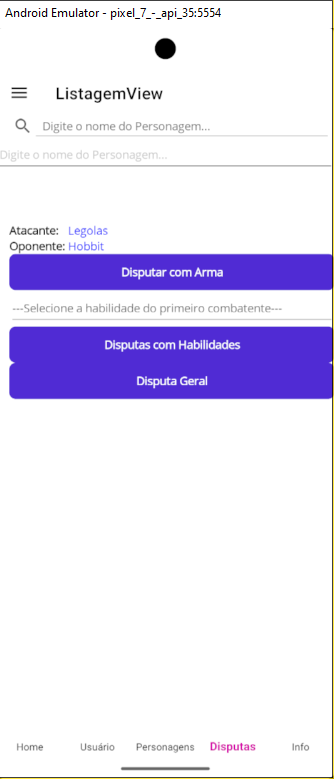 Android Emulator - pixel_7_-_api_35:5554
ListagemView
Digite o nome do Personagem...
Digite o nome do Personagem...
Atacante: Legolas
Oponente: Hobbit
Disputar com Arma
---Selecione a habilidade do primeiro combatente---
Disputas com Habilidades
Disputa Geral
Home Usuário Personagens Disputas Info